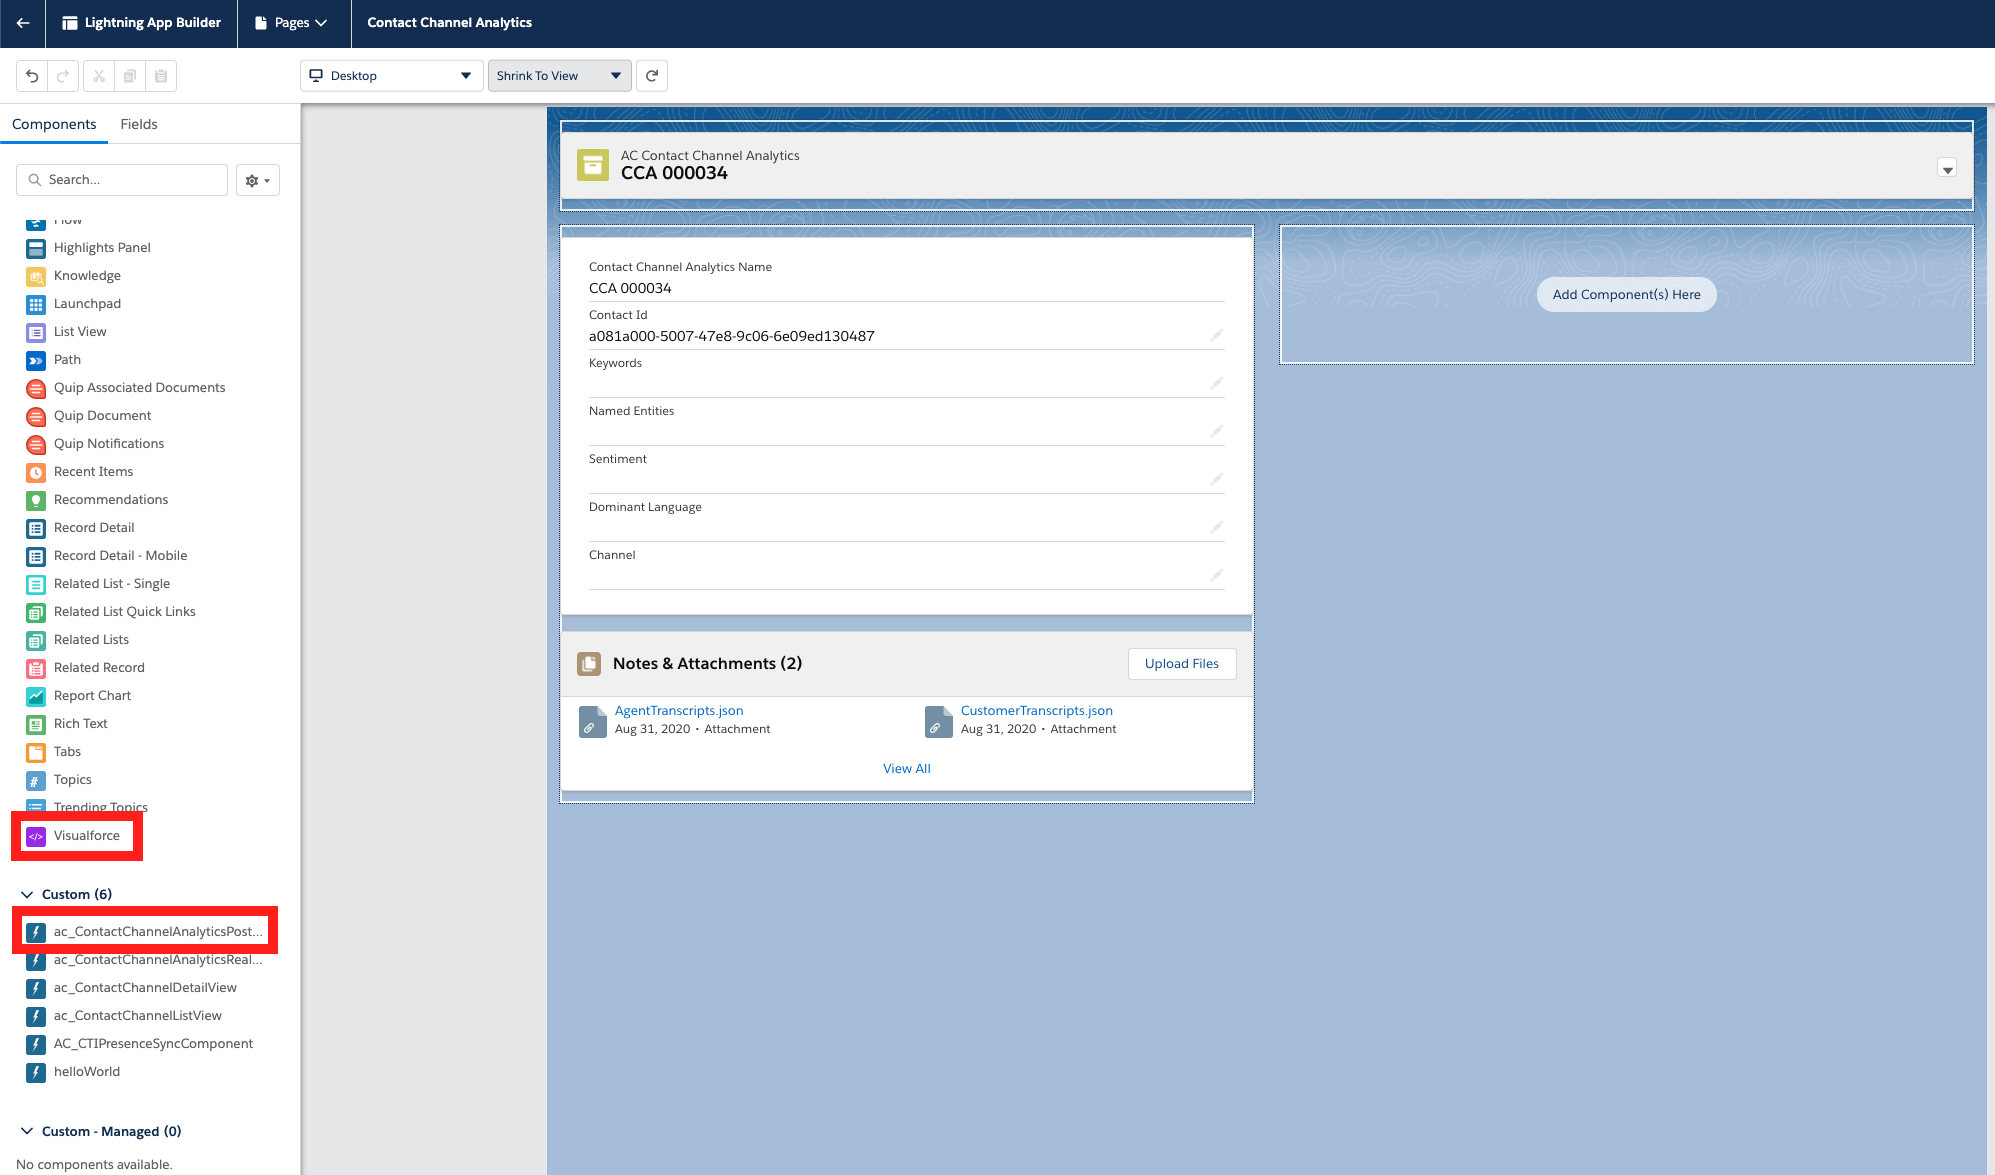 Lightning App Builder
Pages
Contact Channel Analytics
Desktop
Shrink To View
Components
Fields
Search...
Flow
Highlights Panel
Knowledge
Launchpad
List View
Path
Quip Associated Documents
Quip Document
Quip Notifications
Recent Items
Recommendations
Record Detail
Record Detail - Mobile
Related List - Single
Related List Quick Links
Related Lists
Related Record
Report Chart
Rich Text
Tabs
Topics
Trending Topics
Visualforce
Custom (6)
ac_ContactChannelAnalyticsPost...
ac_ContactChannelAnalyticsReal...
ac_ContactChannelDetailView
ac_ContactChannelListView
AC_CTIPresenceSyncComponent
helloWorld
Custom - Managed (0)
No components available.
AC Contact Channel Analytics
CCA 000034
Contact Channel Analytics Name
CCA 000034
Contact Id
a081a000-5007-47e8-9c06-6e09ed130487
Keywords
Named Entities
Sentiment
Dominant Language
Channel
Notes & Attachments (2)
Upload Files
AgentTranscripts.json
Aug 31, 2020 • Attachment
CustomerTranscripts.json
Aug 31, 2020 • Attachment
View All
Add Component(s) Here